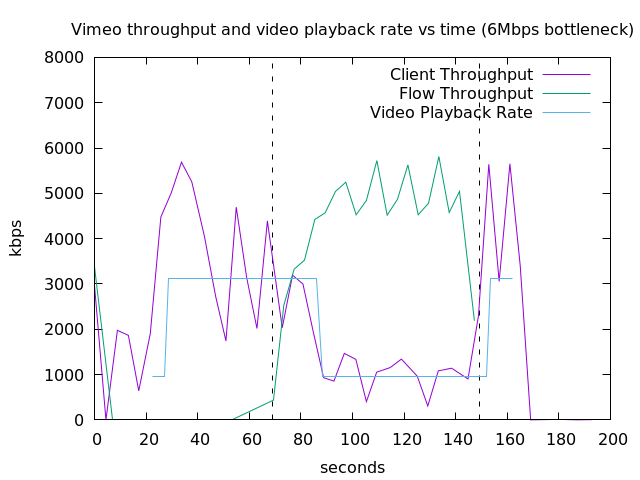 Vimeo throughput and video playback rate vs time (6Mbps bottleneck)
8000
7000
6000
5000
4000
3000
2000
1000
0
kbps
Client Throughput
Flow Throughput
Video Playback Rate
0 20 40 60 80 100 120 140 160 180 200
seconds